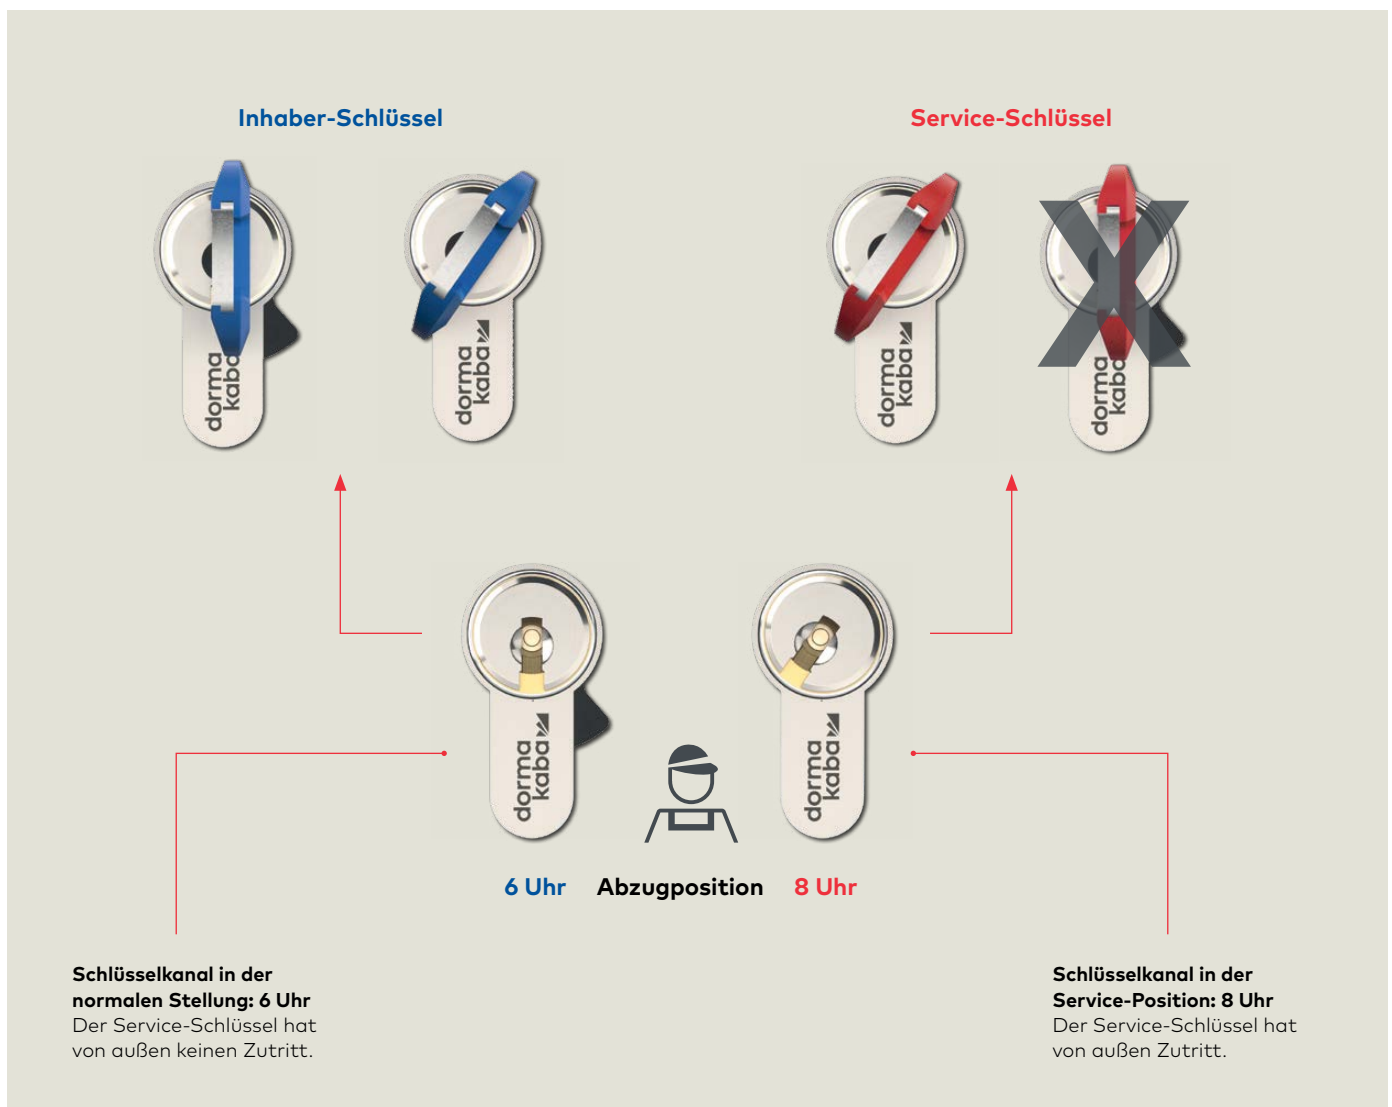 Inhaber-Schlüssel
Service-Schlüssel
dorma
kaba
dorma
kaba
dorma
kaba
dorma
kaba
dorma
kaba
dorma
kaba
6 Uhr Abzugposition 8 Uhr
Schlüsselkanal in der
normalen Stellung: 6 Uhr
Der Service-Schlüssel hat
von außen keinen Zutritt.
Schlüsselkanal in der
Service-Position: 8 Uhr
Der Service-Schlüssel hat
von außen Zutritt.